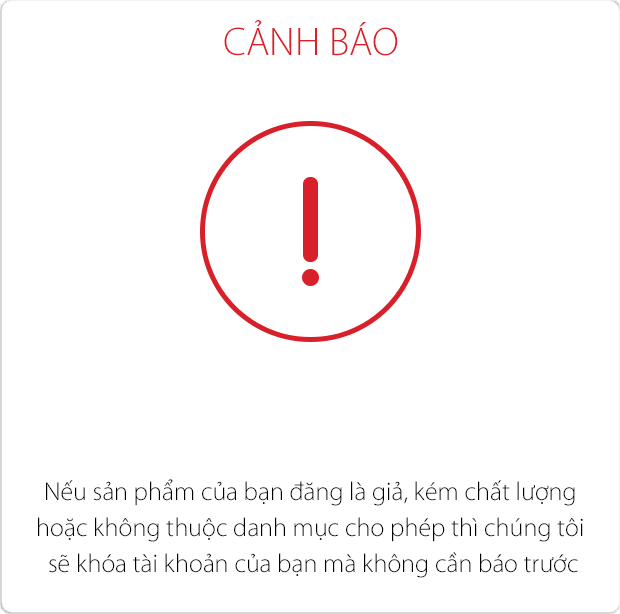 CẢNH BÁO
Nếu sản phẩm của bạn đăng là giả, kém chất lượng
hoặc không thuộc danh mục cho phép thì chúng tôi
sẽ khóa tài khoản của bạn mà không cần báo trước